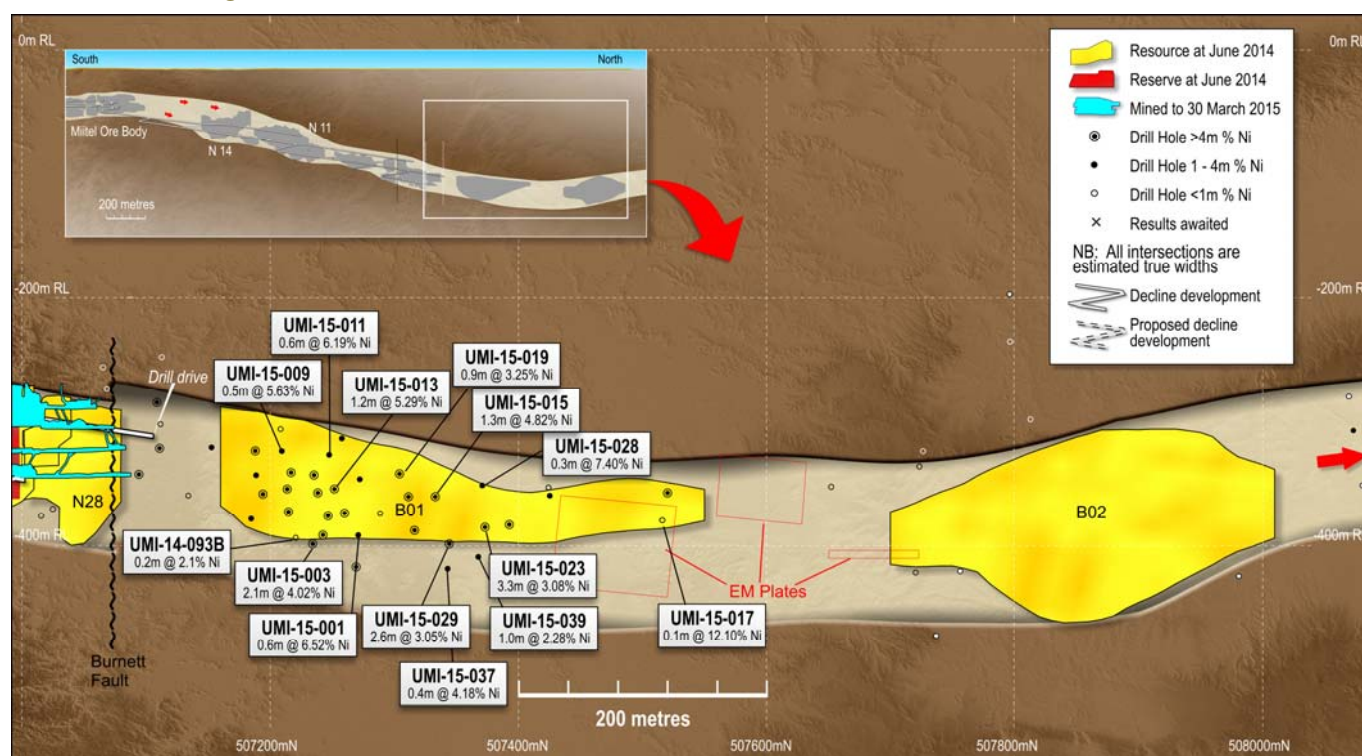 0m RL
0m RL
South
North
Miitel Ore Body
N 11
N 14
200 metres
Resource at June 2014
Reserve at June 2014
Mined to 30 March 2015
Drill Hole >4m % Ni
Drill Hole 1 - 4m % Ni
Drill Hole <1m % Ni
Results awaited
NB: All intersections are
estimated true widths
Decline development
Proposed decline
development
-200m RL
-200m RL
UMI-15-011
0.6m @ 6.19% Ni
UMI-15-009
0.5m @ 5.63% Ni
UMI-15-013
1.2m @ 5.29% Ni
UMI-15-019
0.9m @ 3.25% Ni
UMI-15-015
1.3m @ 4.82% Ni
UMI-15-028
0.3m @ 7.40% Ni
Drill drive
N28
B01
B02
-400m RL
-400m RL
UMI-14-093B
0.2m @ 2.1% Ni
UMI-15-003
2.1m @ 4.02% Ni
UMI-15-001
0.6m @ 6.52% Ni
UMI-15-029
2.6m @ 3.05% Ni
UMI-15-037
0.4m @ 4.18% Ni
UMI-15-023
3.3m @ 3.08% Ni
UMI-15-039
1.0m @ 2.28% Ni
UMI-15-017
0.1m @ 12.10% Ni
EM Plates
Burnett
Fault
200 metres
507200mN
507400mN
507600mN
507800mN
508000mN